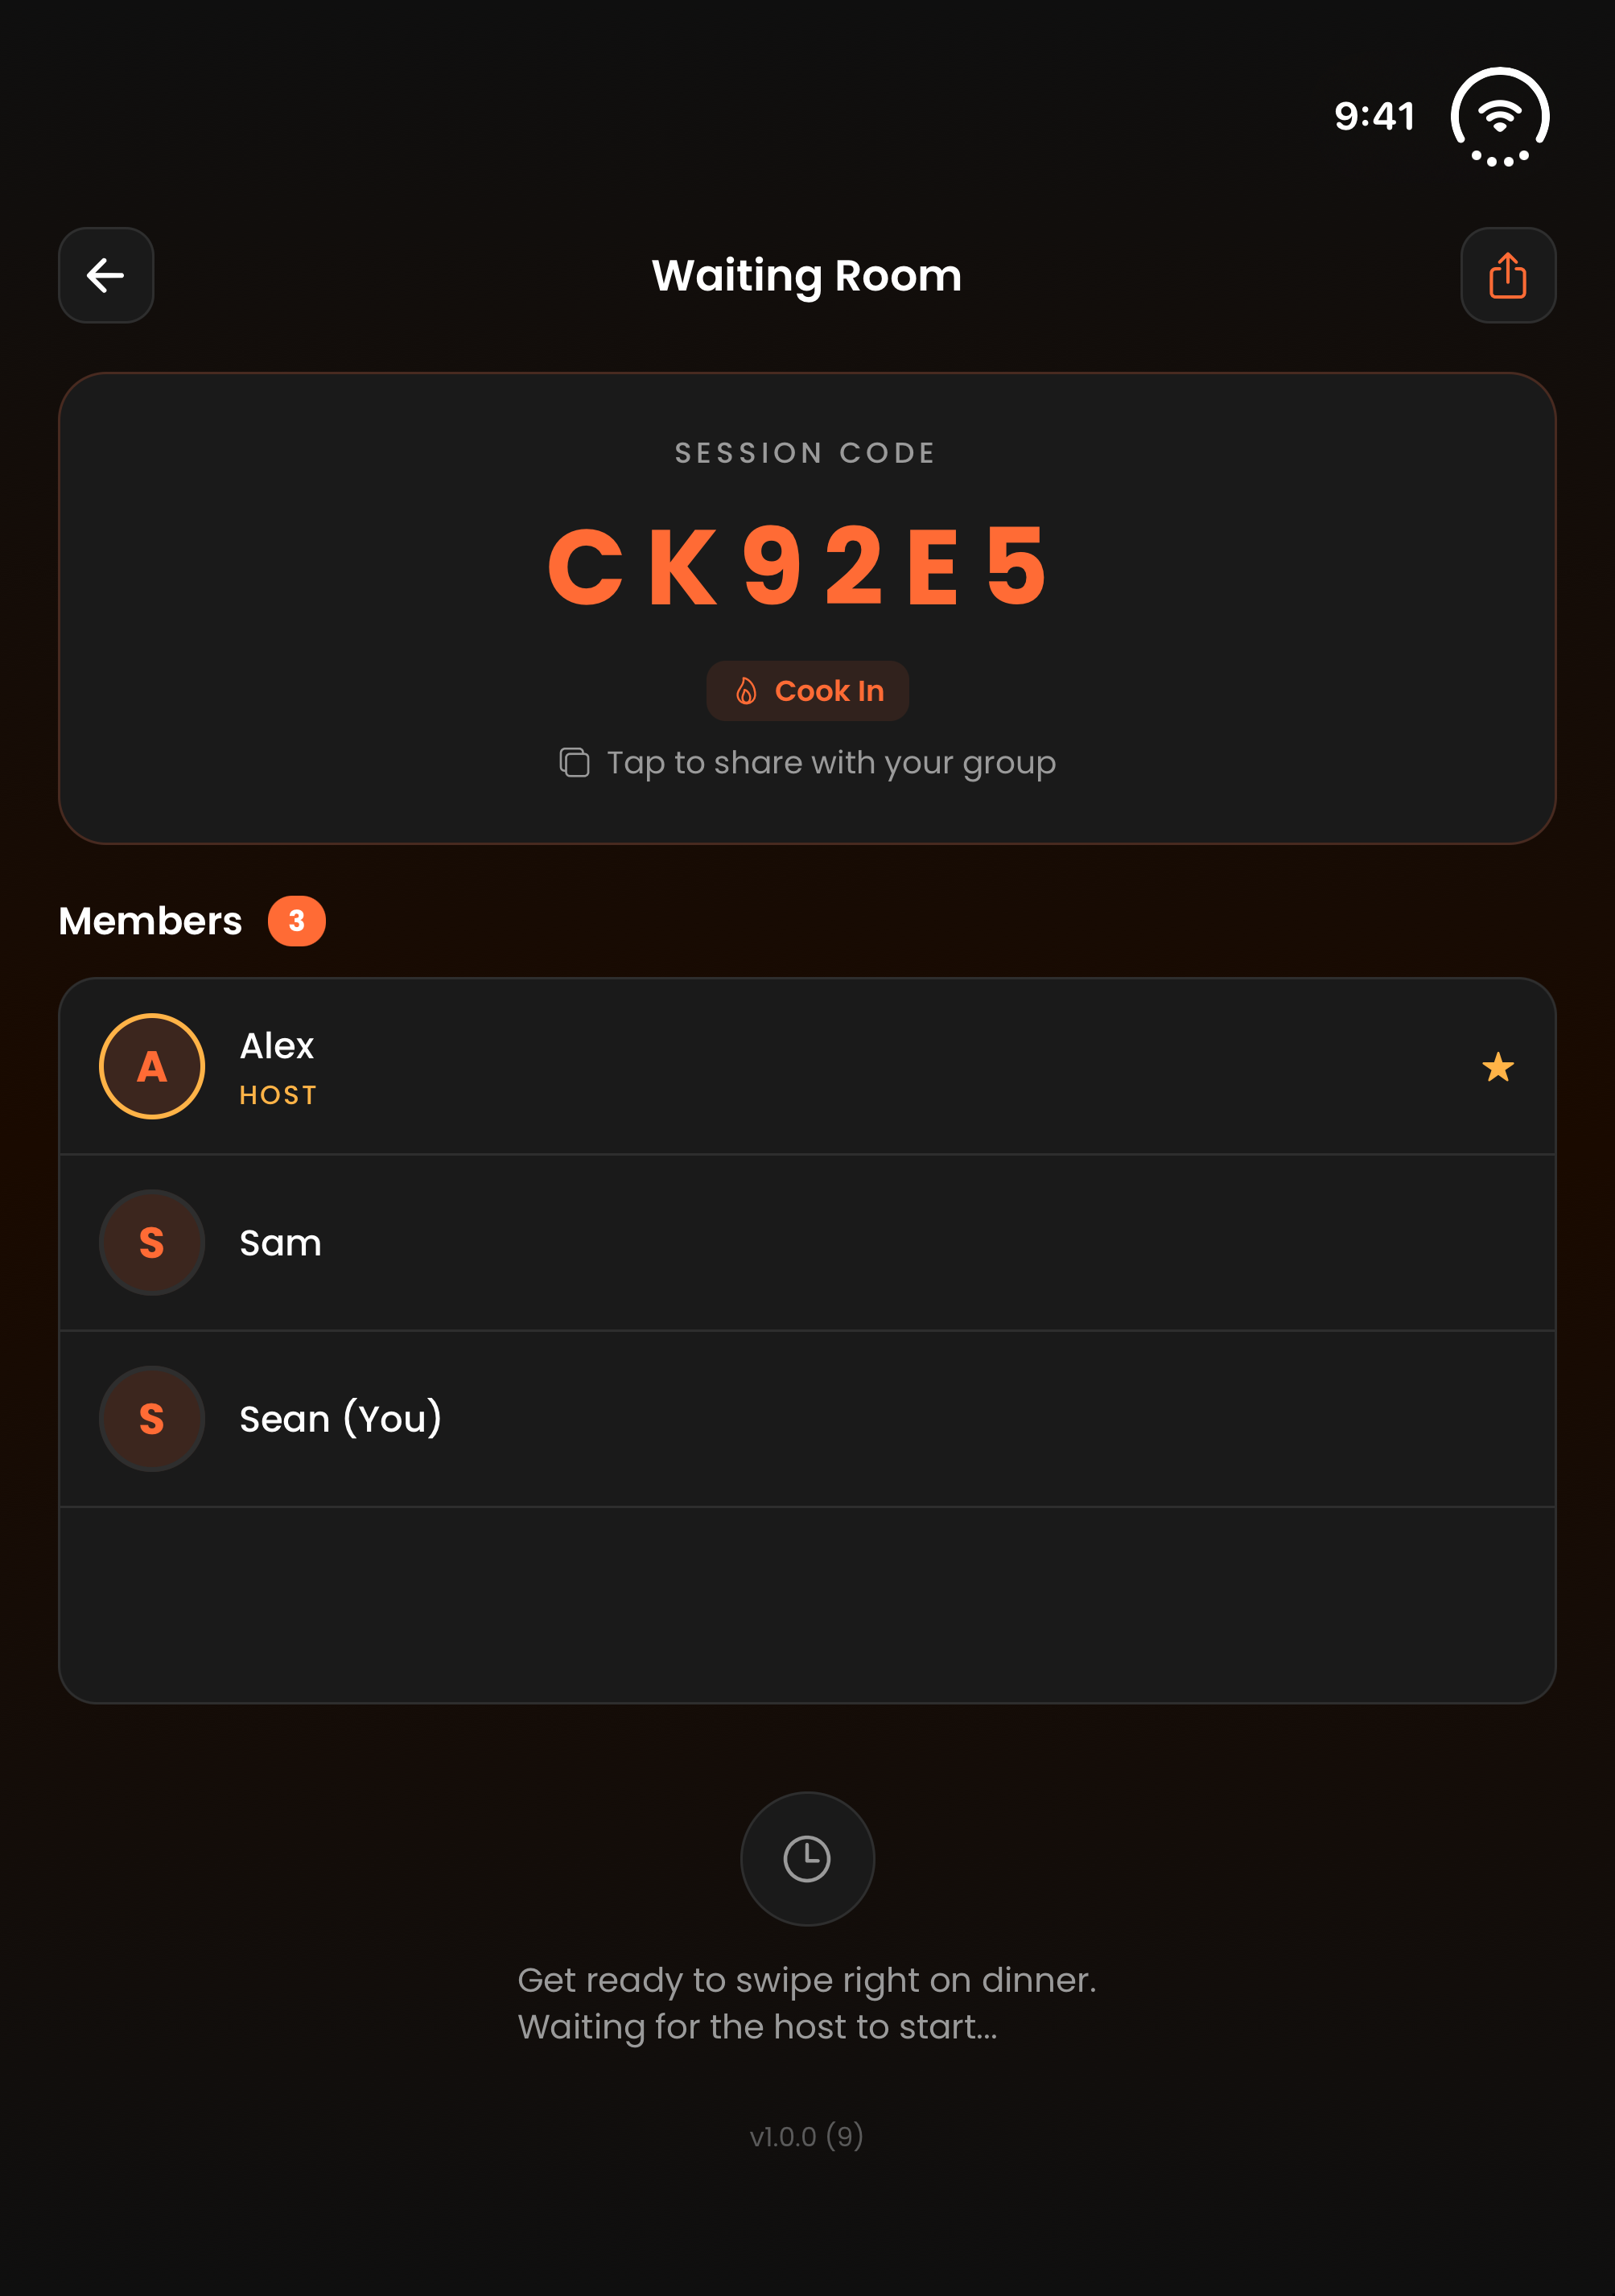 9:41
Waiting Room
SESSION CODE
CK92E5
Cook In
Tap to share with your group
Members 3
A
Alex
HOST
S
Sam
S
Sean (You)
Get ready to swipe right on dinner.
Waiting for the host to start...
v1.0.0 (9)